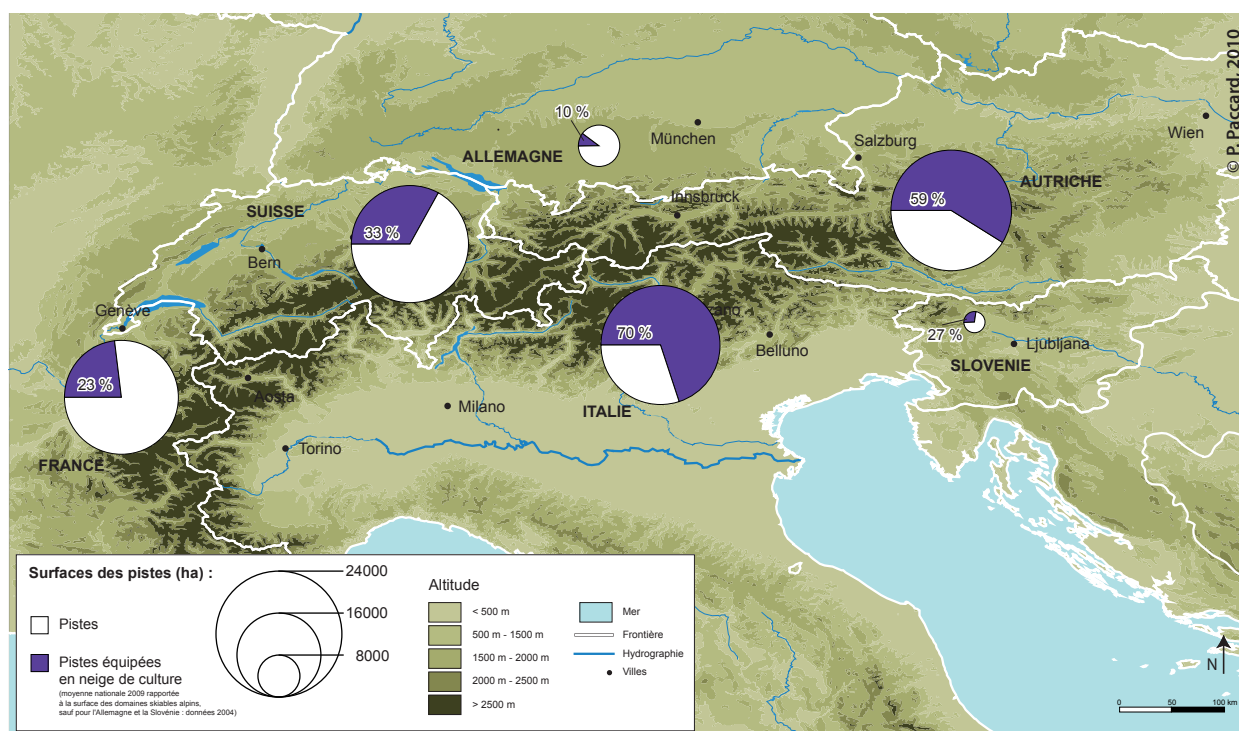 © P. Paccard, 2010
10 %
München
Wien
ALLEMAGNE
Salzburg
AUTRICHE
59 %
SUISSE
Innsbruck
33 %
Bern
Genève
70 %
Belluno
27 %
Ljubljana
SLOVENIE
23 %
Aosta
Milano
ITALIE
Torino
FRANCE
Surfaces des pistes (ha) :
24000
16000
8000
Pistes
Pistes équipées
en neige de culture
(moyenne nationale 2009 rapportée
à la surface des domaines skiables alpins,
sauf pour l'Allemagne et la Slovénie : données 2004)
Altitude
< 500 m
500 m - 1500 m
1500 m - 2000 m
2000 m - 2500 m
> 2500 m
Mer
Frontière
Hydrographie
Villes
N
0 50 100 km